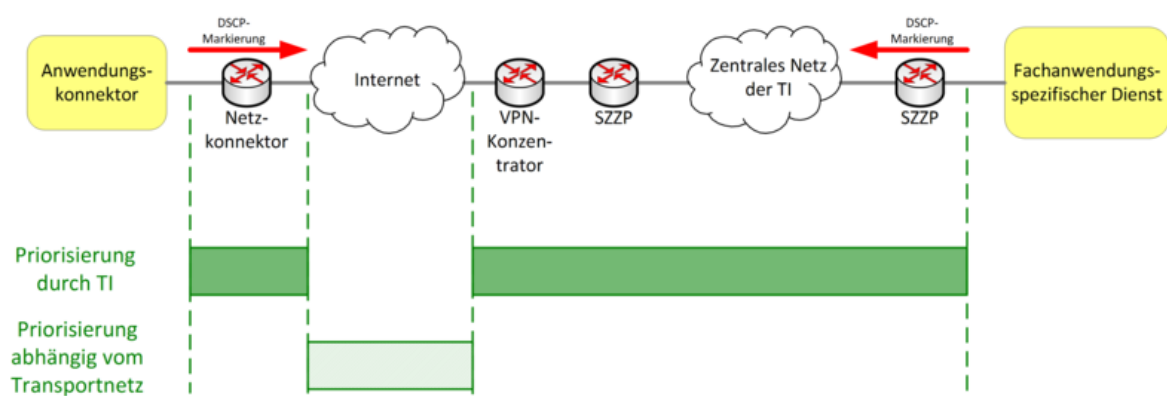 DSCP-
Markierung
DSCP-
Markierung
Anwendungs-
konnektor
Internet
Zentrales Netz
der TI
Fachanwendungs-
spezifischer Dienst
Netz-
konnektor
VPN-
Konzen-
trator
SZZP
SZZP
Priorisierung
durch TI
Priorisierung
abhängig vom
Transportnetz